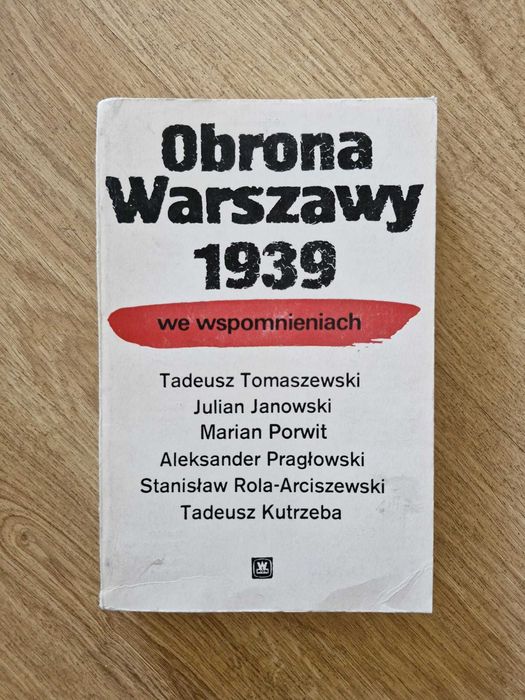 Obrona
Warszawy
1939
we wspomnieniach
Tadeusz Tomaszewski
Julian Janowski
Marian Porwit
Aleksander Pragłowski
Stanisław Rola-Arciszewski
Tadeusz Kutrzeba